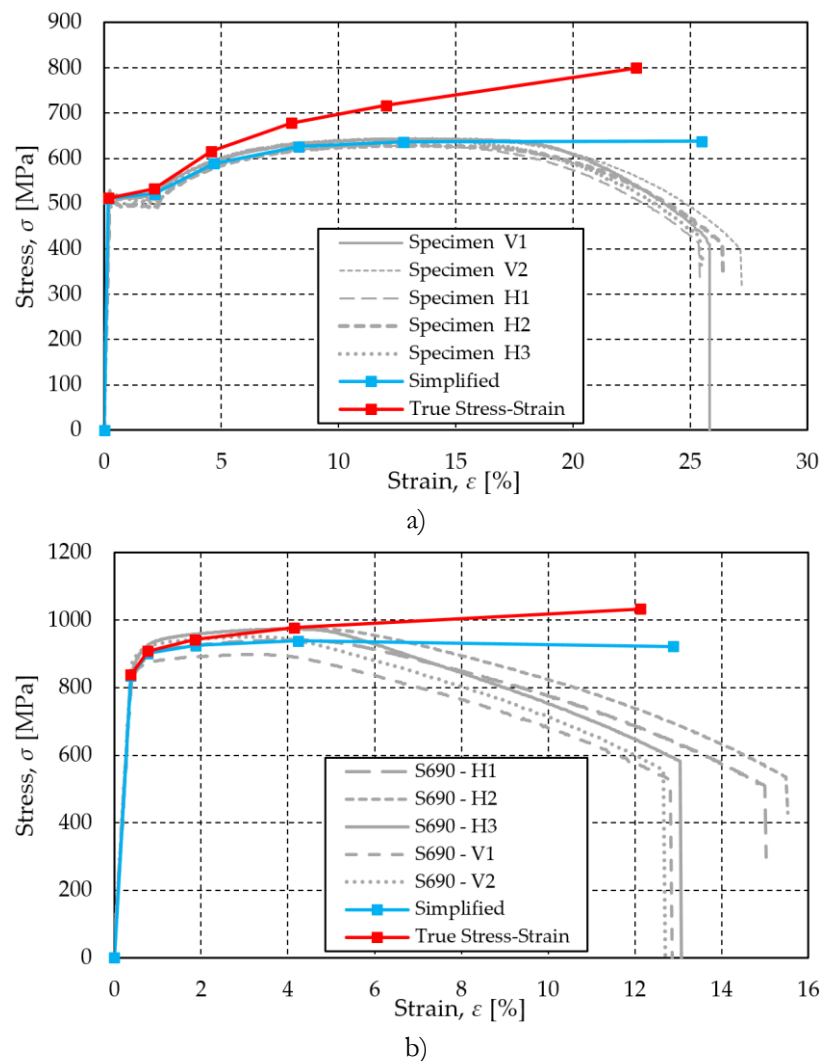 900
800
700
600
500
400
300
200
100
0
Stress, σ [MPa]
Specimen V1
Specimen V2
Specimen H1
Specimen H2
Specimen H3
Simplified
True Stress-Strain
0 5 10 15 20 25 30
Strain, ε [%]
a)
1200
1000
800
600
400
200
0
Stress, σ [MPa]
S690 - H1
S690 - H2
S690 - H3
S690 - V1
S690 - V2
Simplified
True Stress-Strain
0 2 4 6 8 10 12 14 16
Strain, ε [%]
b)